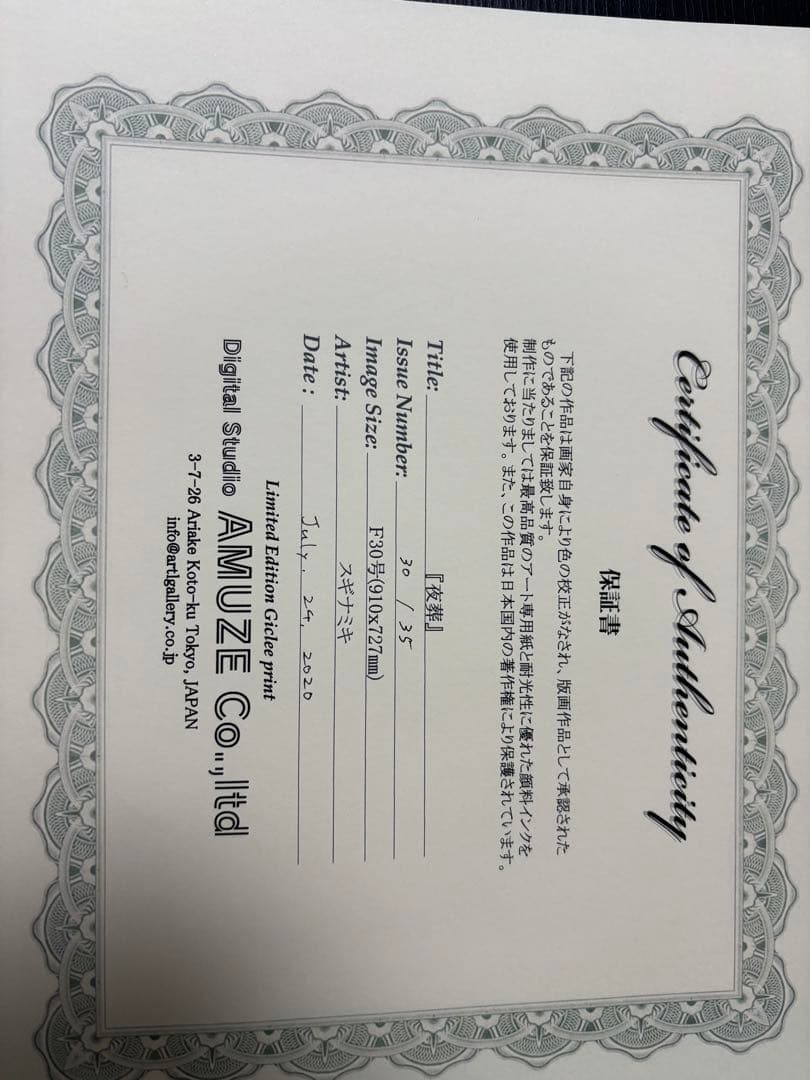 Certificate of Authenticity
保証書
下記の作品は画家自身により色の校正がなされ、版画作品として承認された
ものであることを保証致します。
制作に当たりましては最高品質のアート専用紙と耐光性に優れた顔料インクを
使用しております。また、この作品は日本国内の著作権により保護されています。
Title: 『夜葬』
Issue Number: 30 / 35
Image Size: F30号(910x727mm)
Artist: スギナミキ
Date : July. 24, 2020
Limited Edition Giclee print
Digital Studio AMUZE Co.,ltd
3-7-26 Ariake Koto-ku Tokyo, JAPAN
info@art1gallery.co.jp